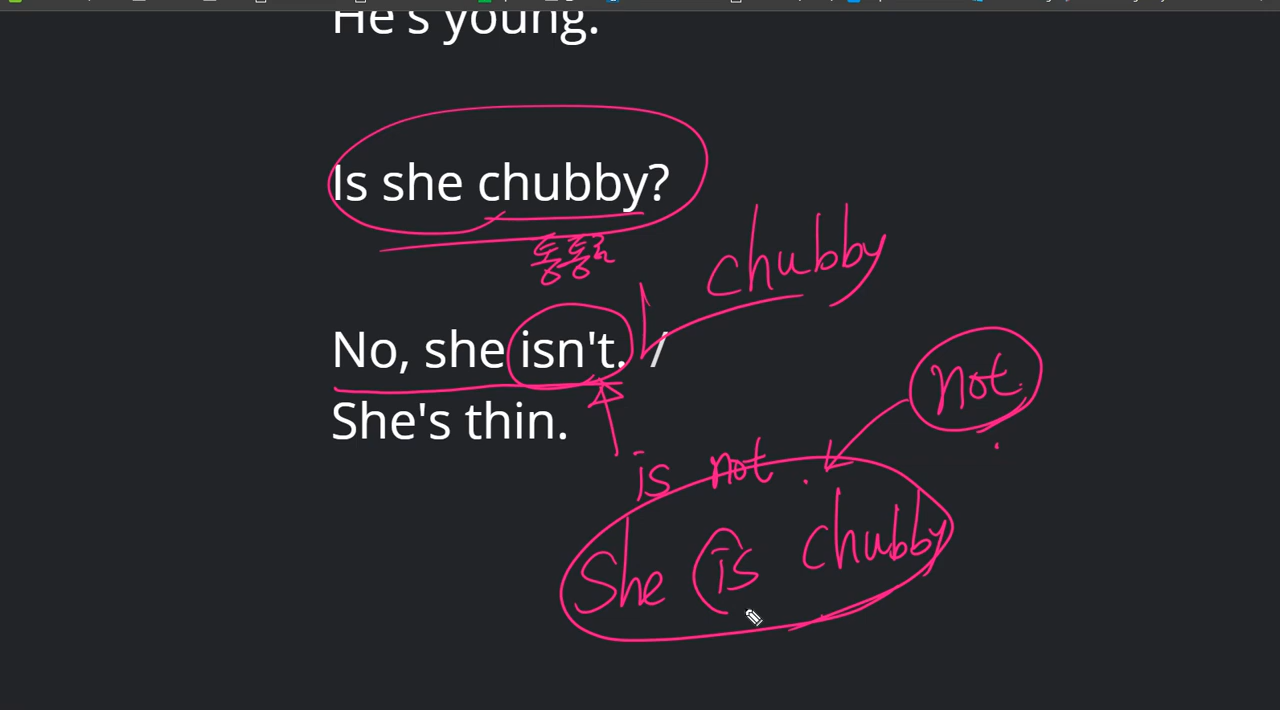 He's young.
Is she chubby?
통통한
chubby
No, she isn't. /
not.
She's thin.
is not.
She is chubby